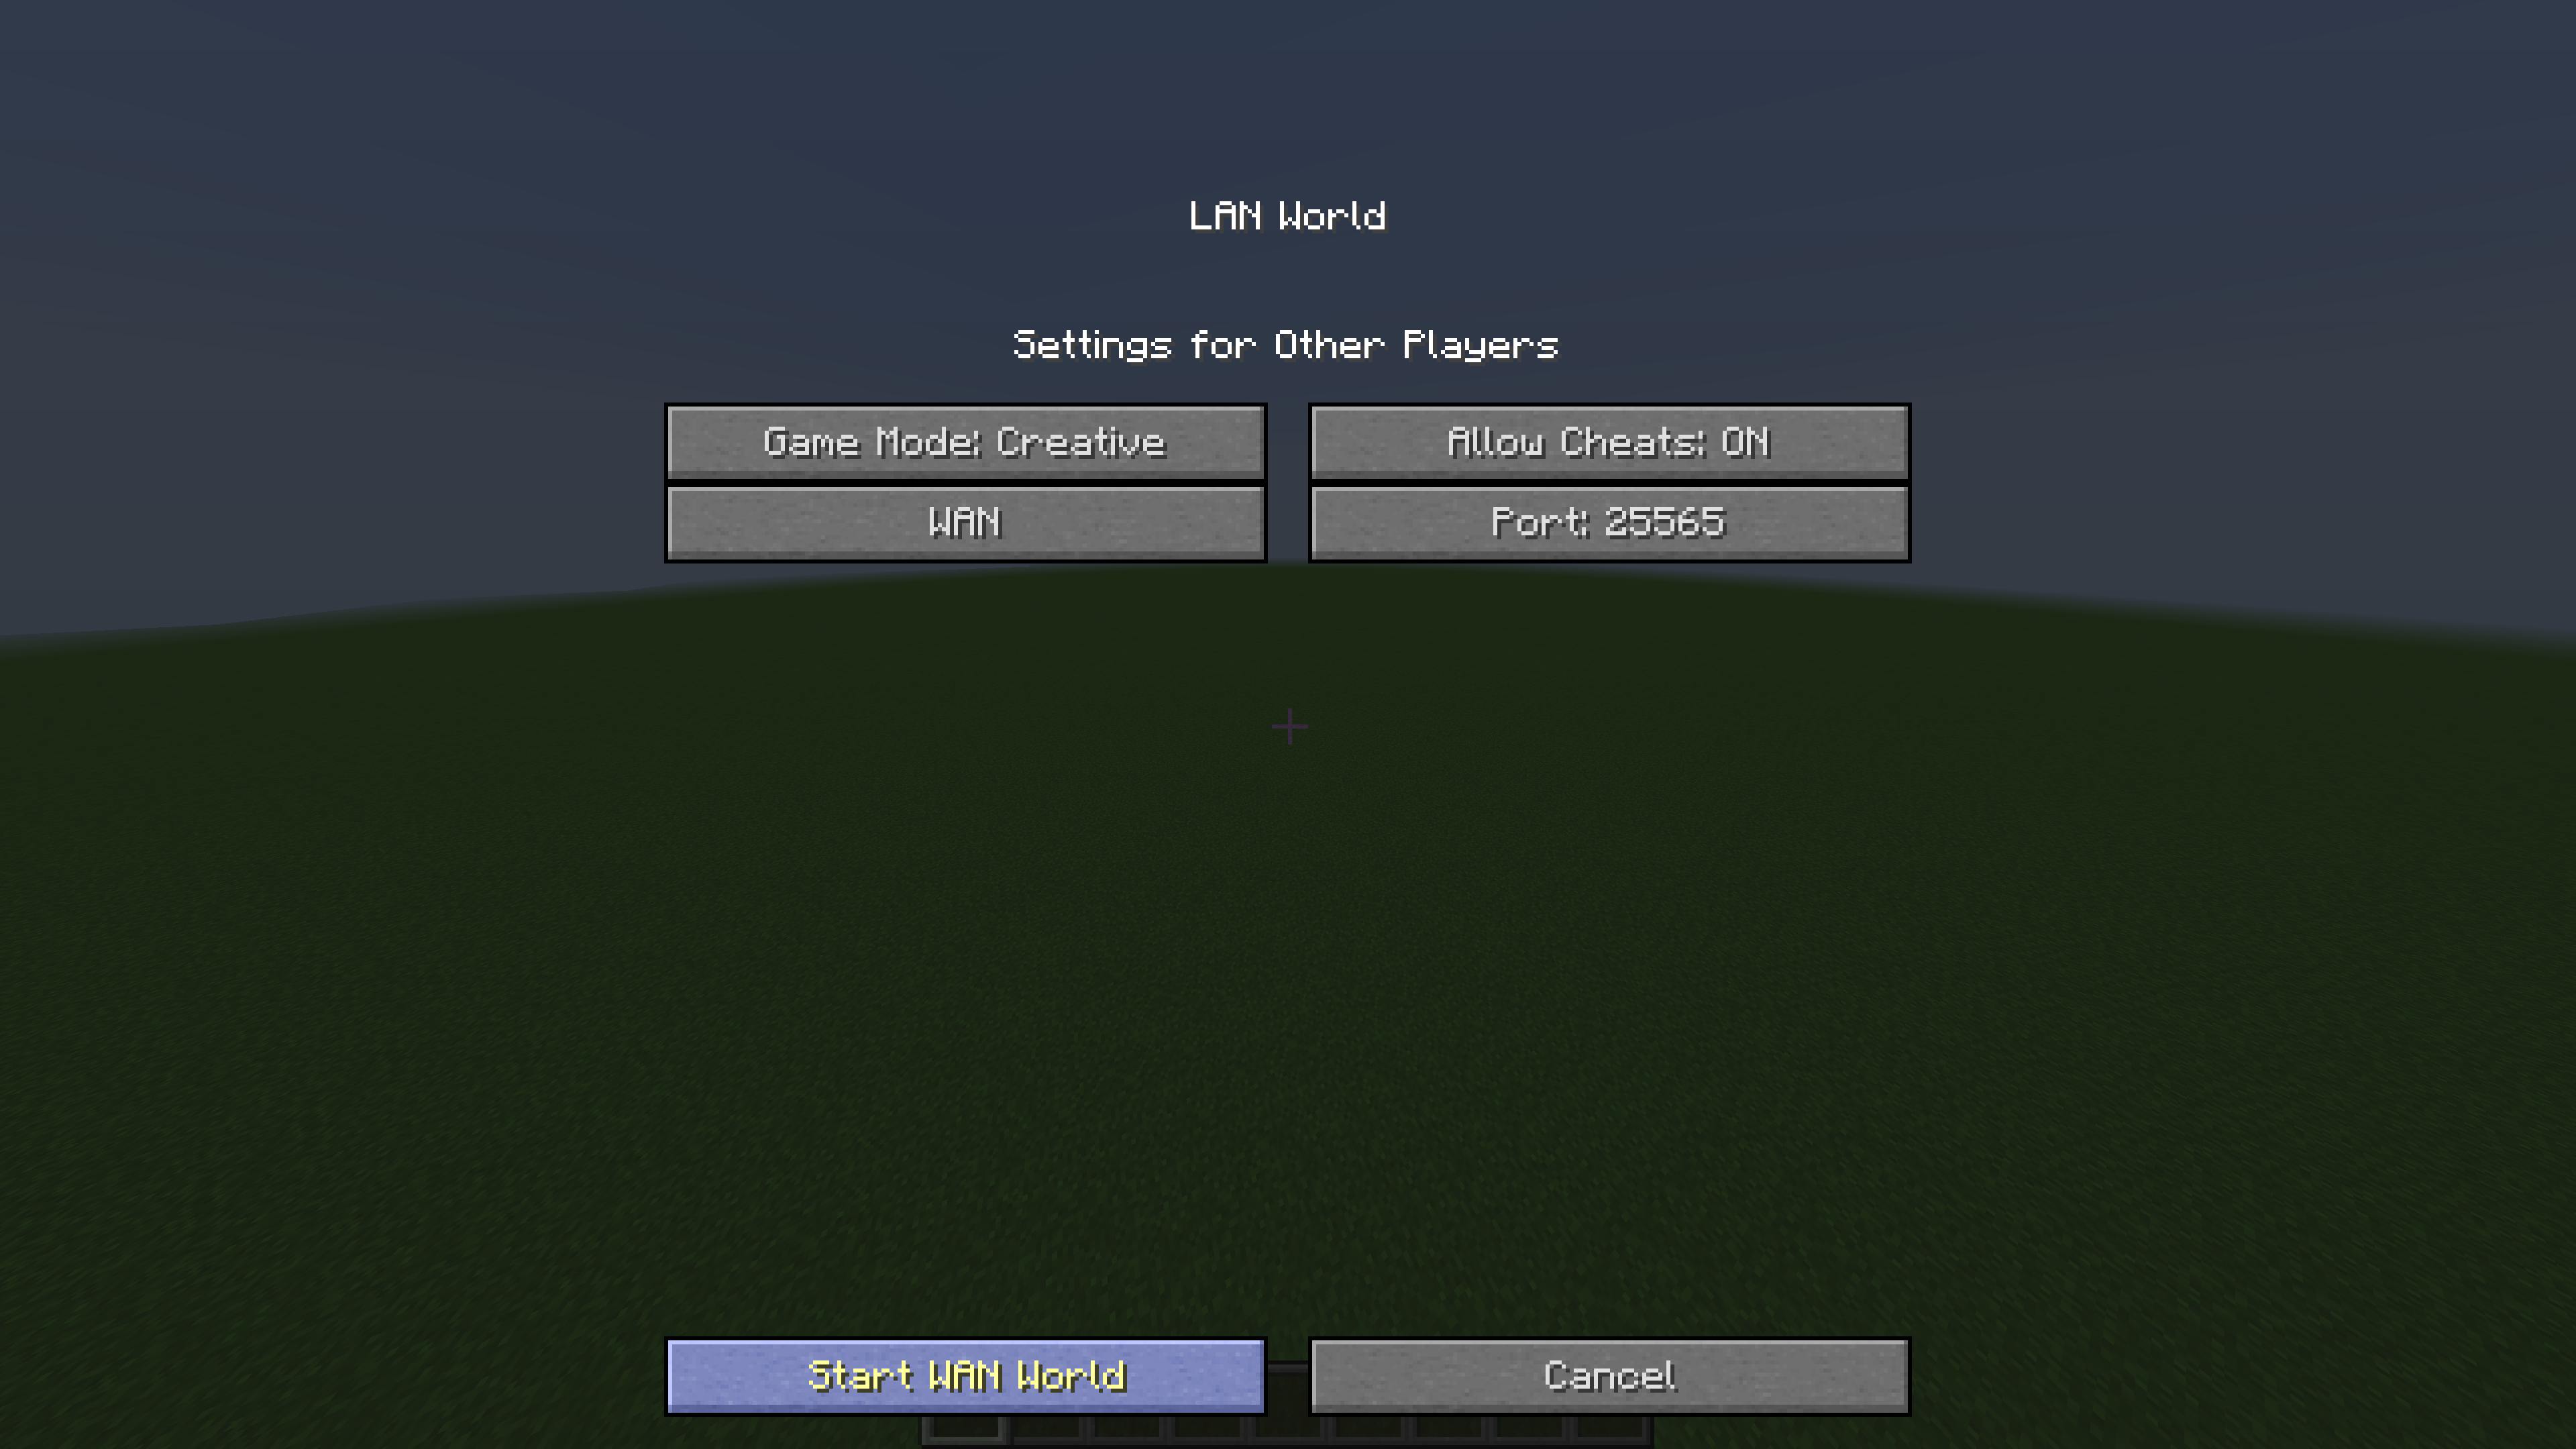 LAN World
Settings for Other Players
Game Mode: Creative
Allow Cheats: ON
WAN
Port: 25565
Start WAN World
Cancel